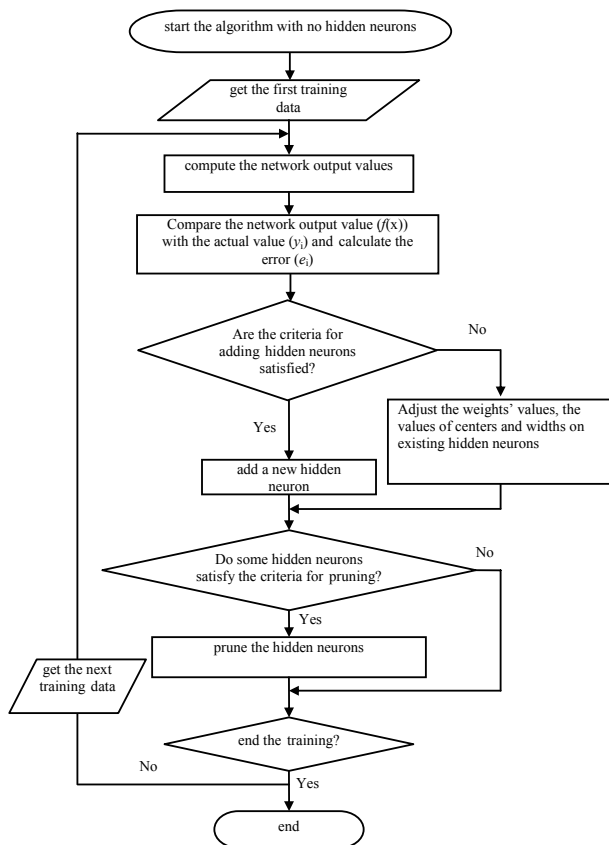 start the algorithm with no hidden neurons
get the first training
data
compute the network output values
Compare the network output value (f(x))
with the actual value (yi) and calculate the
error (ei)
Are the criteria for
adding hidden neurons
satisfied?
No
Adjust the weights' values, the
values of centers and widths on
existing hidden neurons
Yes
add a new hidden
neuron
Do some hidden neurons
satisfy the criteria for pruning?
No
Yes
prune the hidden neurons
get the next
training data
end the training?
No
Yes
end